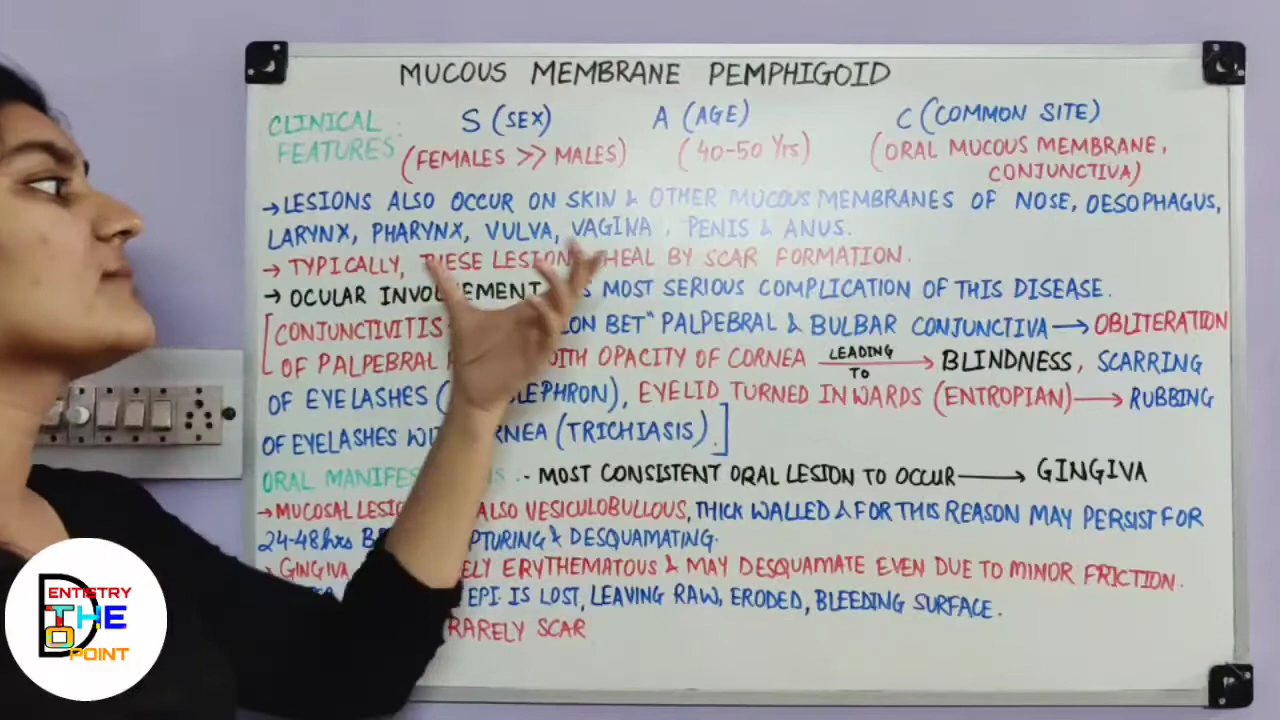 MUCOUS MEMBRANE PEMPHIGOID
CLINICAL FEATURES :
S (SEX) A (AGE) C (COMMON SITE)
(FEMALES >> MALES) (40-50 Yrs) (ORAL MUCOUS MEMBRANE, CONJUNCTIVA)
→ LESIONS ALSO OCCUR ON SKIN & OTHER MUCOUS MEMBRANES OF NOSE, OESOPHAGUS,
LARYNX, PHARYNX, VULVA, VAGINA, PENIS & ANUS.
→ TYPICALLY, THESE LESIONS HEAL BY SCAR FORMATION.
→ OCULAR INVOLVEMENT MOST SERIOUS COMPLICATION OF THIS DISEASE.
[CONJUNCTIVITIS BETⁿ PALPEBRAL & BULBAR CONJUNCTIVA → OBLITERATION
OF PALPEBRAL OPACITY OF CORNEA LEADING TO → BLINDNESS, SCARRING
OF EYELASHES ( ), EYELID TURNED INWARDS (ENTROPIAN) → RUBBING
OF EYELASHES (TRICHIASIS).]
ORAL :- MOST CONSISTENT ORAL LESION TO OCCUR → GINGIVA
→ MUCOSAL ALSO VESICULOBULLOUS, THICK WALLED & FOR THIS REASON MAY PERSIST FOR
24-48 hrs & DESQUAMATING.
→ GINGIVA ERYTHEMATOUS & MAY DESQUAMATE EVEN DUE TO MINOR FRICTION.
EPI. IS LOST, LEAVING RAW, ERODED, BLEEDING SURFACE.
RARELY SCAR
DENTISTRY
THE
TO
POINT